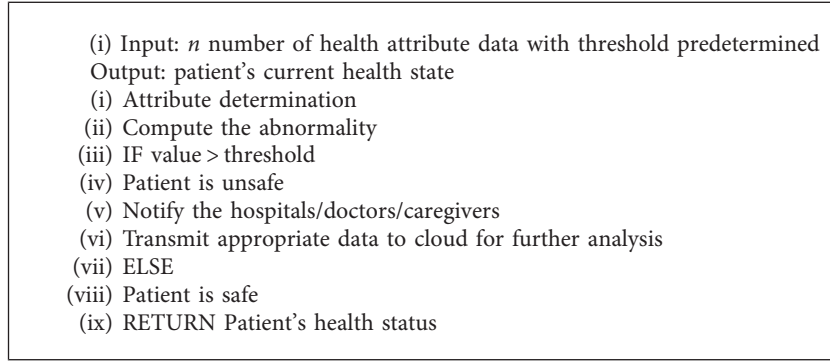 (i) Input: n number of health attribute data with threshold predetermined
Output: patient’s current health state
(i) Attribute determination
(ii) Compute the abnormality
(iii) IF value > threshold
(iv) Patient is unsafe
(v) Notify the hospitals/doctors/caregivers
(vi) Transmit appropriate data to cloud for further analysis
(vii) ELSE
(viii) Patient is safe
(ix) RETURN Patient’s health status